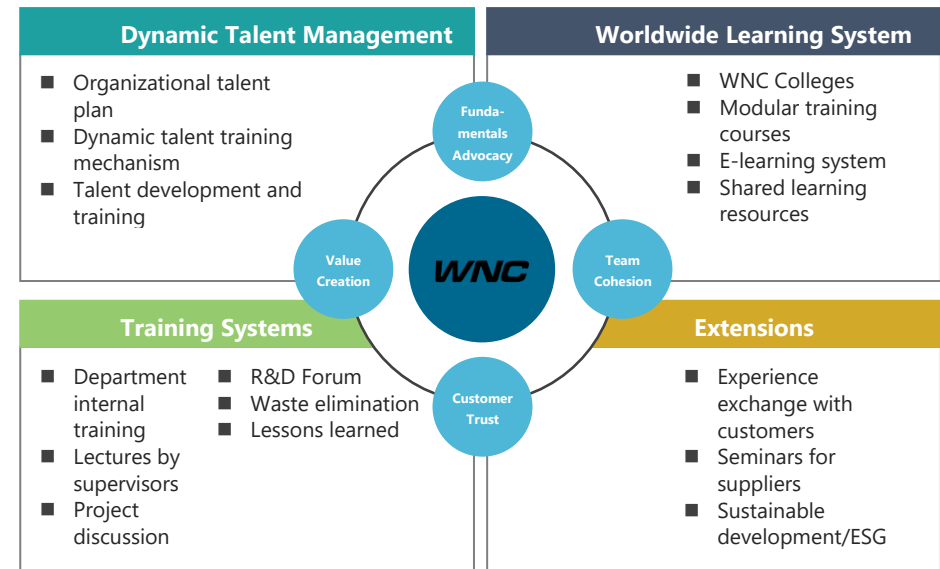 Dynamic Talent Management
Organizational talent
plan
Dynamic talent training
mechanism
Talent development and
training
Worldwide Learning System
WNC Colleges
Modular training
courses
E-learning system
Shared learning
resources
Funda-
mentals
Advocacy
Value
Creation
WNC
Team
Cohesion
Customer
Trust
Training Systems
Department
internal
training
Lectures by
supervisors
Project
discussion
R&D Forum
Waste elimination
Lessons learned
Extensions
Experience
exchange with
customers
Seminars for
suppliers
Sustainable
development/ESG